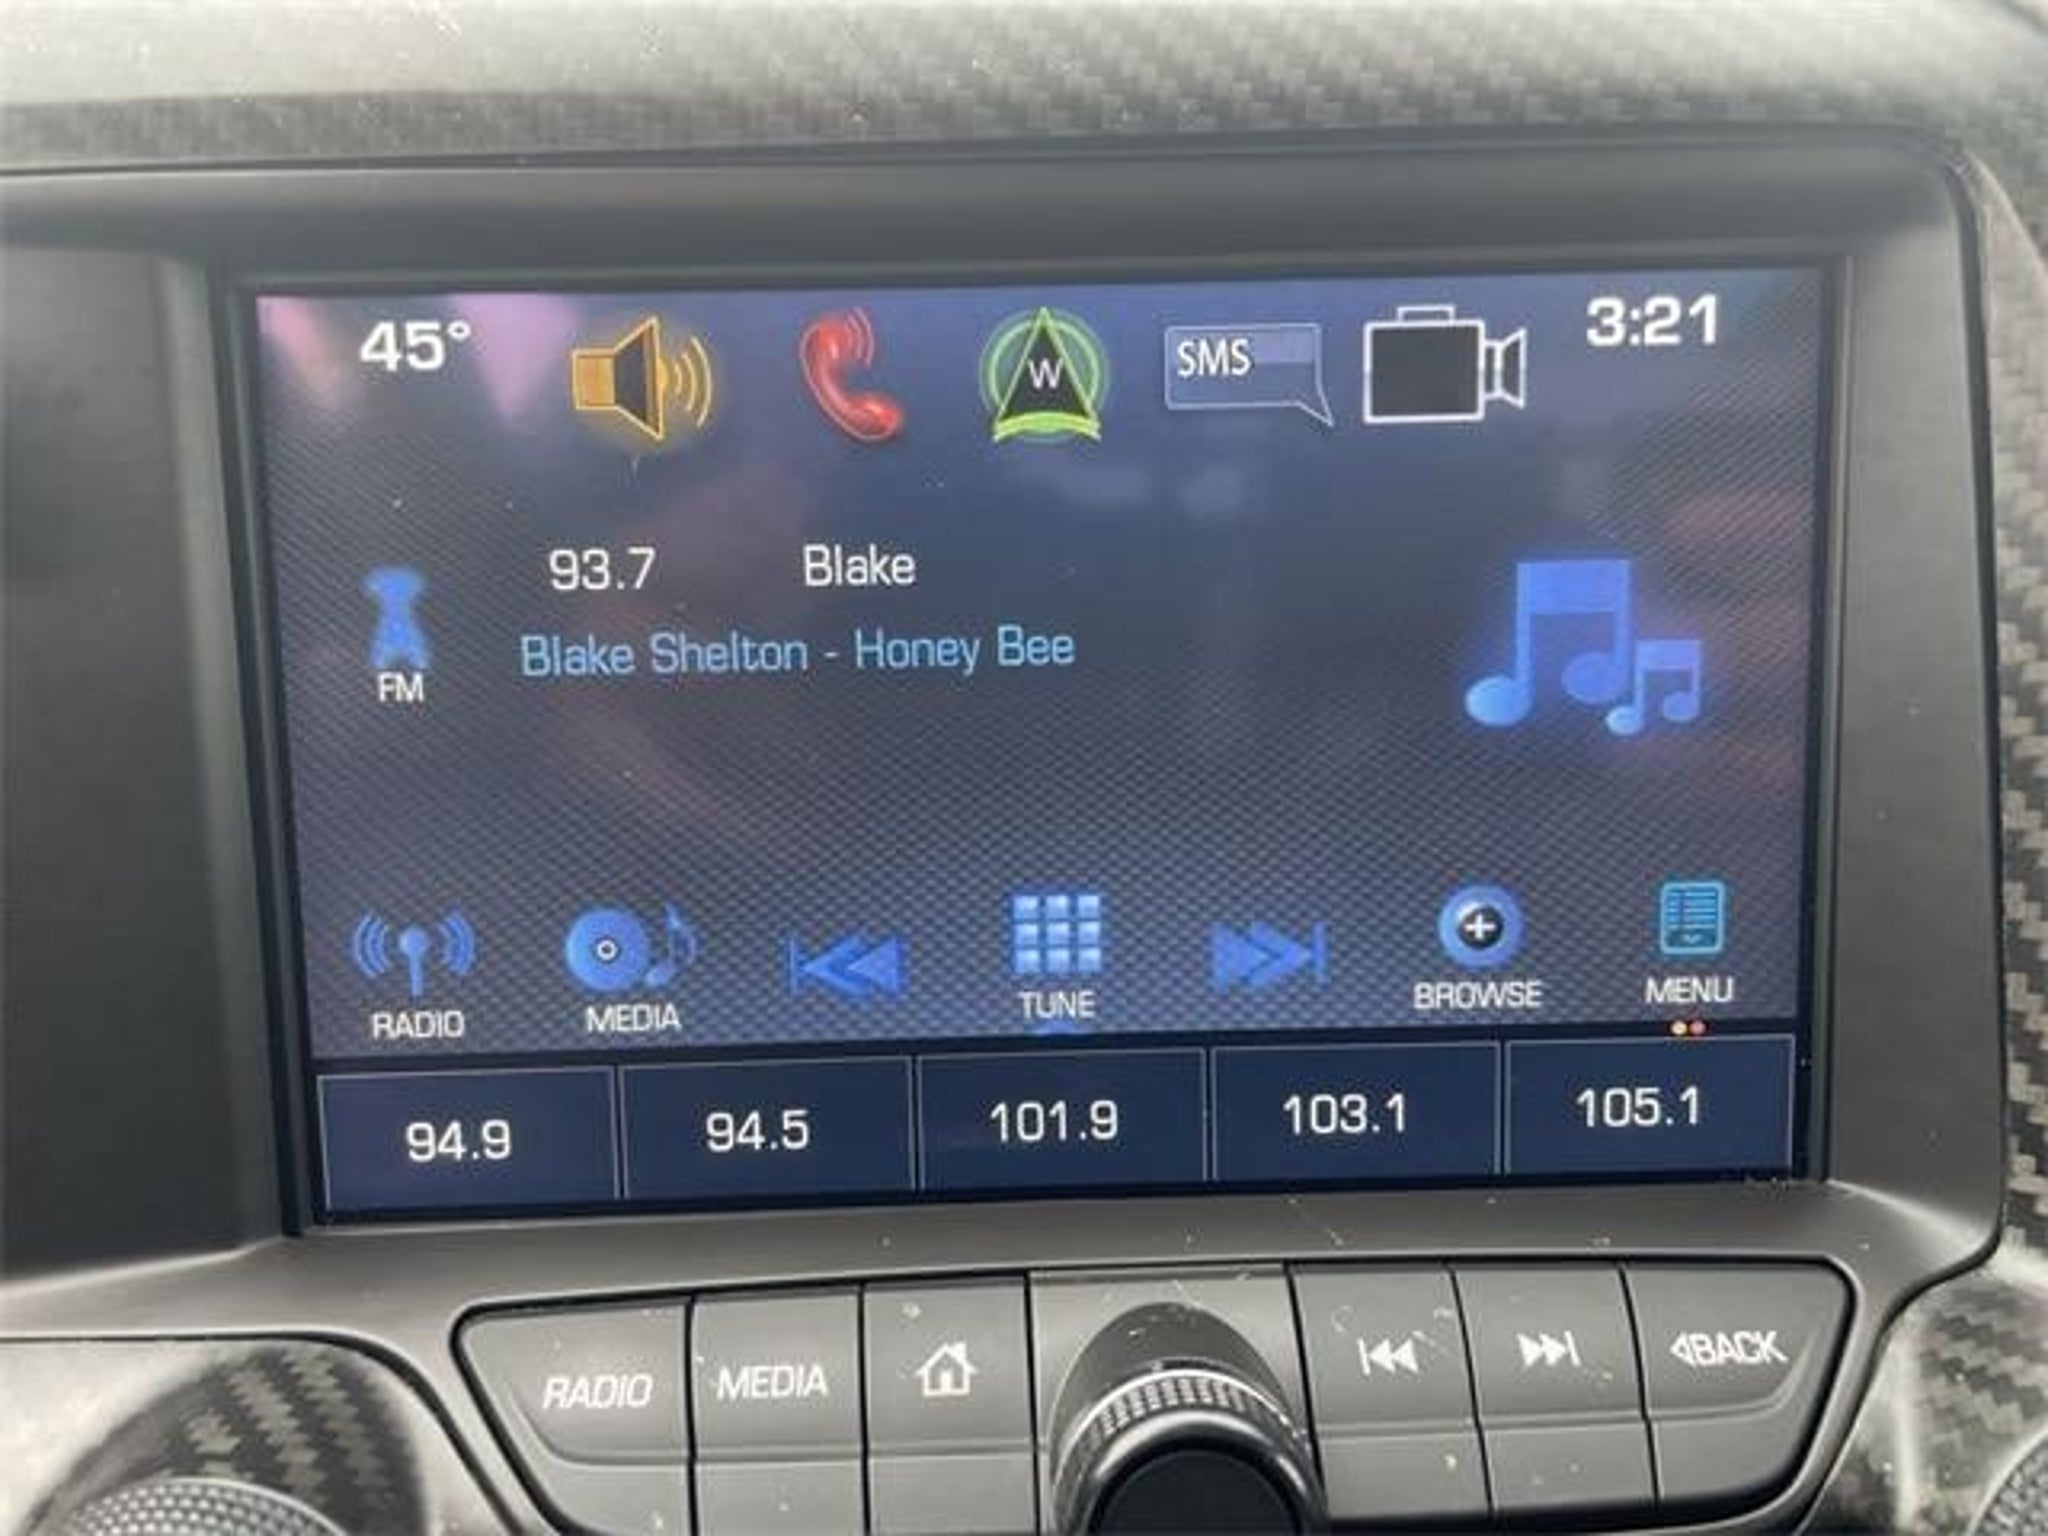 45° W SMS 3:21
93.7 Blake
Blake Shelton - Honey Bee
FM
RADIO MEDIA TUNE BROWSE MENU
94.9 94.5 101.9 103.1 105.1
RADIO MEDIA BACK